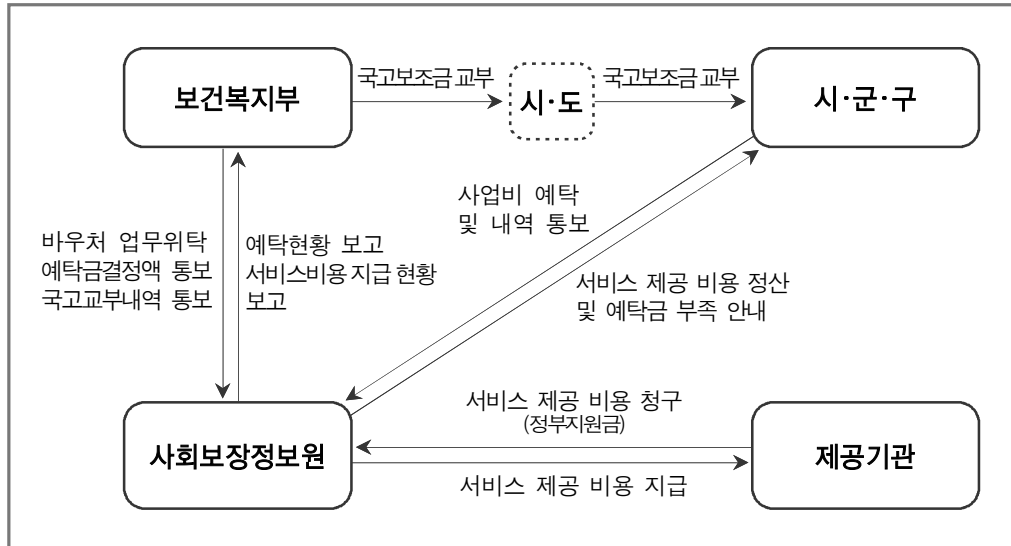 국고보조금 교부
국고보조금 교부
보건복지부
시·도
시·군·구
사업비 예탁
및 내역 통보
바우처 업무위탁
예탁금결정액 통보
국고교부내역 통보
예탁현황 보고
서비스비용 지급 현황
보고
서비스 제공 비용 정산
및 예탁금 부족 안내
서비스 제공 비용 청구
(정부지원금)
사회보장정보원
제공기관
서비스 제공 비용 지급